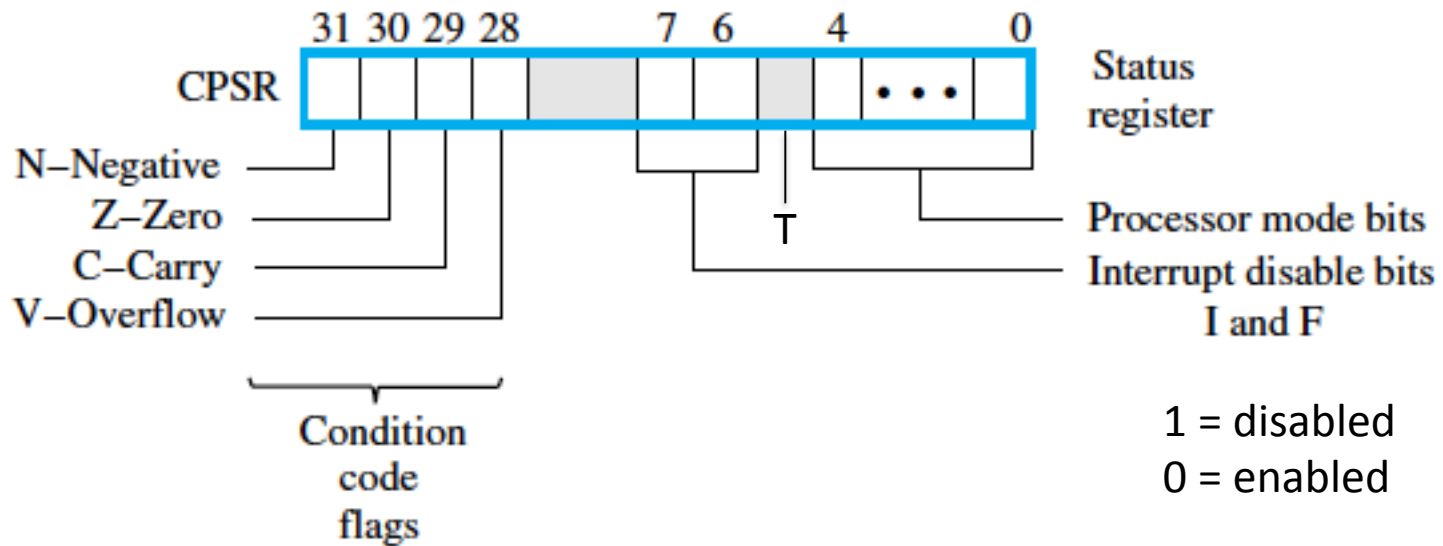 31 30 29 28 7 6 4 0
CPSR
• • •
Status
register
N–Negative
Z–Zero
C–Carry
V–Overflow
T
Processor mode bits
Interrupt disable bits
I and F
Condition
code
flags
1 = disabled
0 = enabled